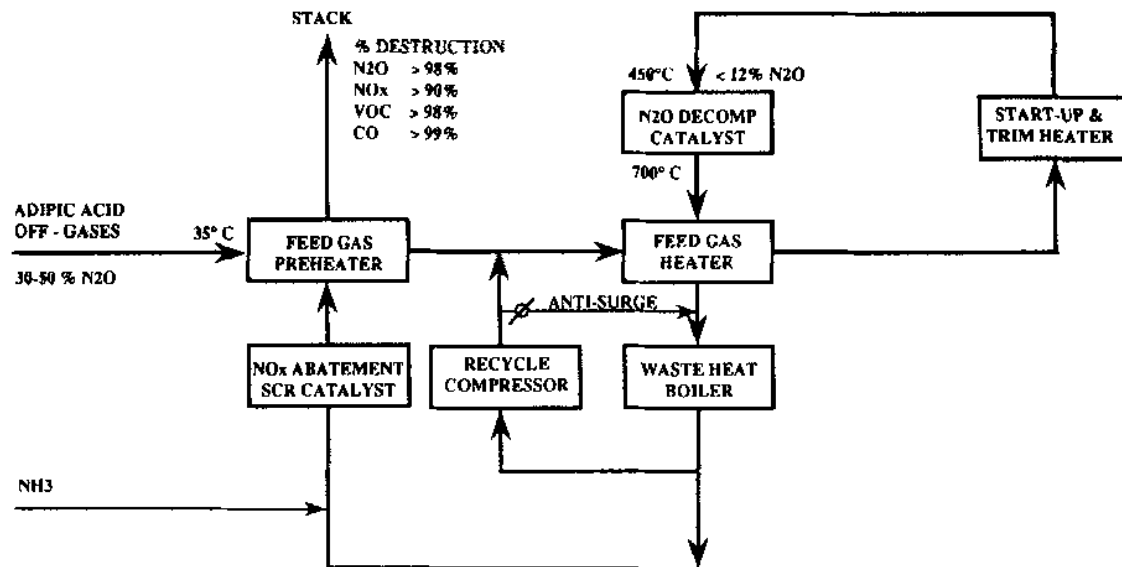 STACK
% DESTRUCTION
N2O > 98%
NOx > 90%
VOC > 98%
CO > 99%
450°C < 12% N2O
N2O DECOMP
CATALYST
START-UP &
TRIM HEATER
700° C
ADIPIC ACID
OFF - GASES
35° C
30-50 % N2O
FEED GAS
PREHEATER
FEED GAS
HEATER
ANTI-SURGE
NOx ABATEMENT
SCR CATALYST
RECYCLE
COMPRESSOR
WASTE HEAT
BOILER
NH3